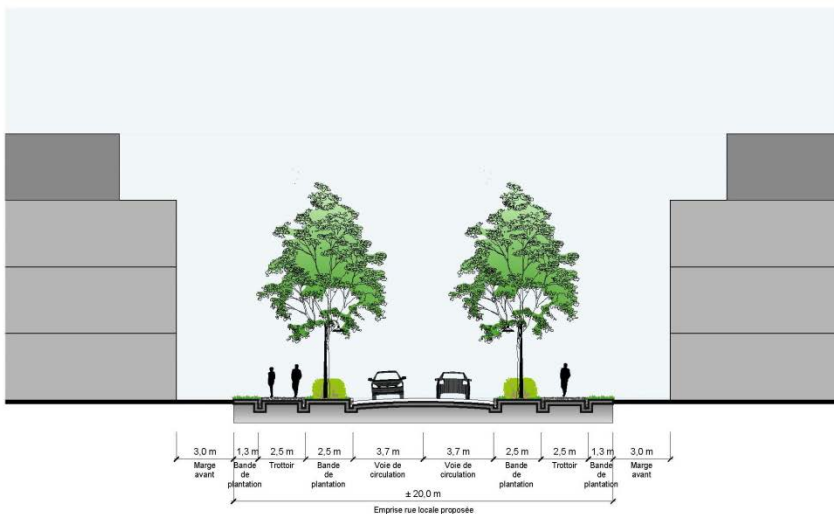 3,0 m 1,3 m 2,5 m 2,5 m 3,7 m 3,7 m 2,5 m 2,5 m 1,3 m 3,0 m
Marge avant
Bande de plantation
Trottoir
Bande de plantation
Voie de circulation
Voie de circulation
Bande de plantation
Trottoir
Bande de plantation
Marge avant
± 20,0 m
Emprise rue locale proposée